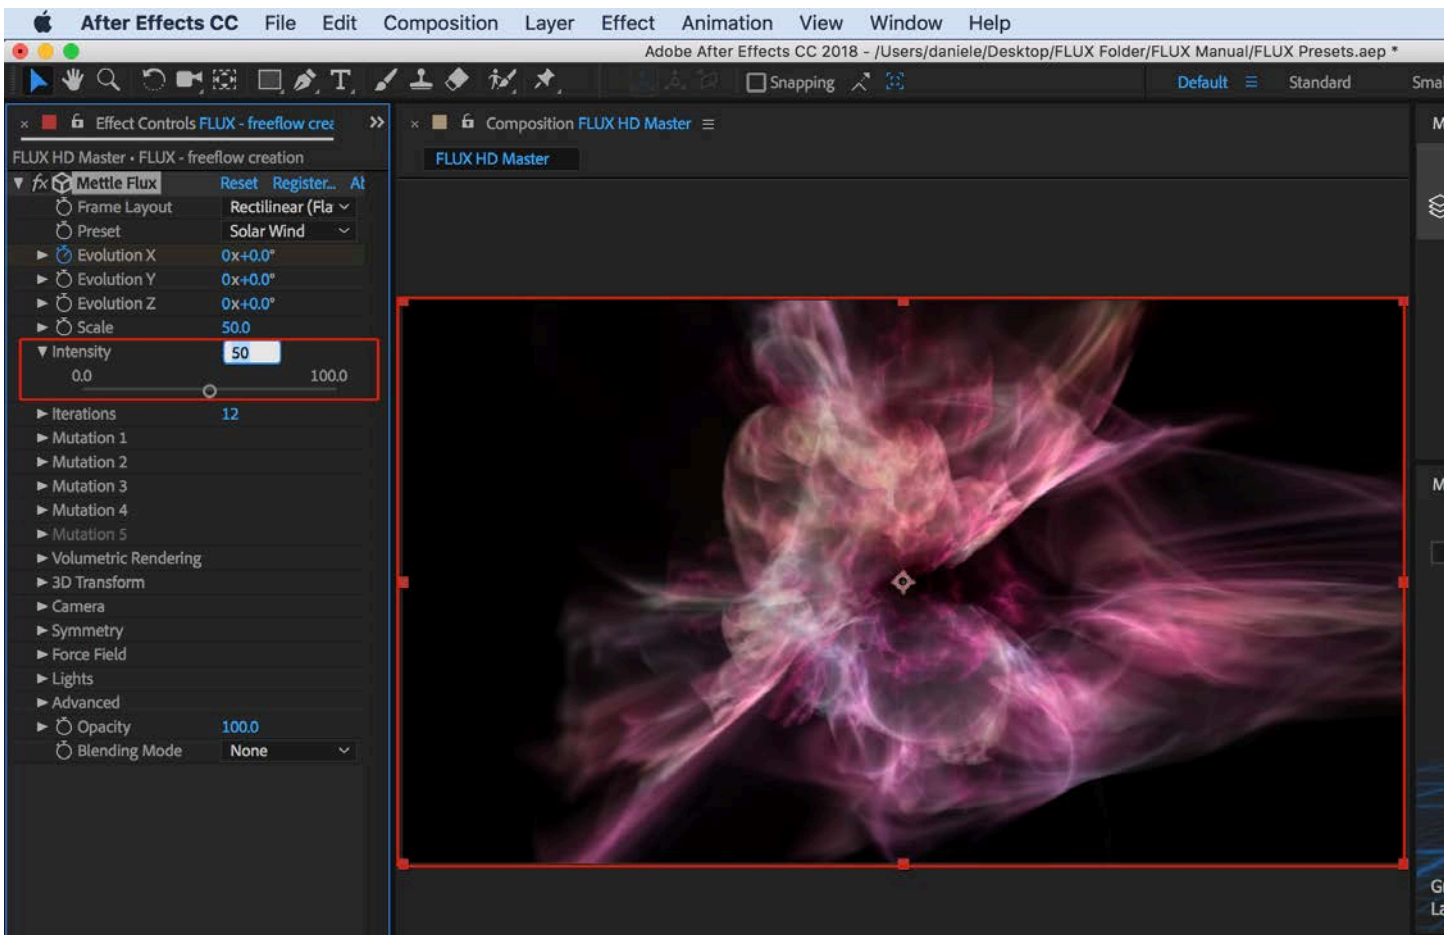 After Effects CC File Edit Composition Layer Effect Animation View Window Help
Adobe After Effects CC 2018 - /Users/daniele/Desktop/FLUX Folder/FLUX Manual/FLUX Presets.aep *
T
Snapping
Default
Standard
Effect Controls FLUX - freeflow
Composition FLUX HD Master
FLUX HD Master • FLUX - freeflow creation
FLUX HD Master
fx Mettle Flux Reset Register...
Frame Layout Rectilinear
Preset Solar Wind
Evolution X 0x+0.0°
Evolution Y 0x+0.0°
Evolution Z 0x+0.0°
Scale 50.0
Intensity 50
0.0 100.0
Iterations 12
Mutation 1
Mutation 2
Mutation 3
Mutation 4
Mutation 5
Volumetric Rendering
3D Transform
Camera
Symmetry
Force Field
Lights
Advanced
Opacity 100.0
Blending Mode None